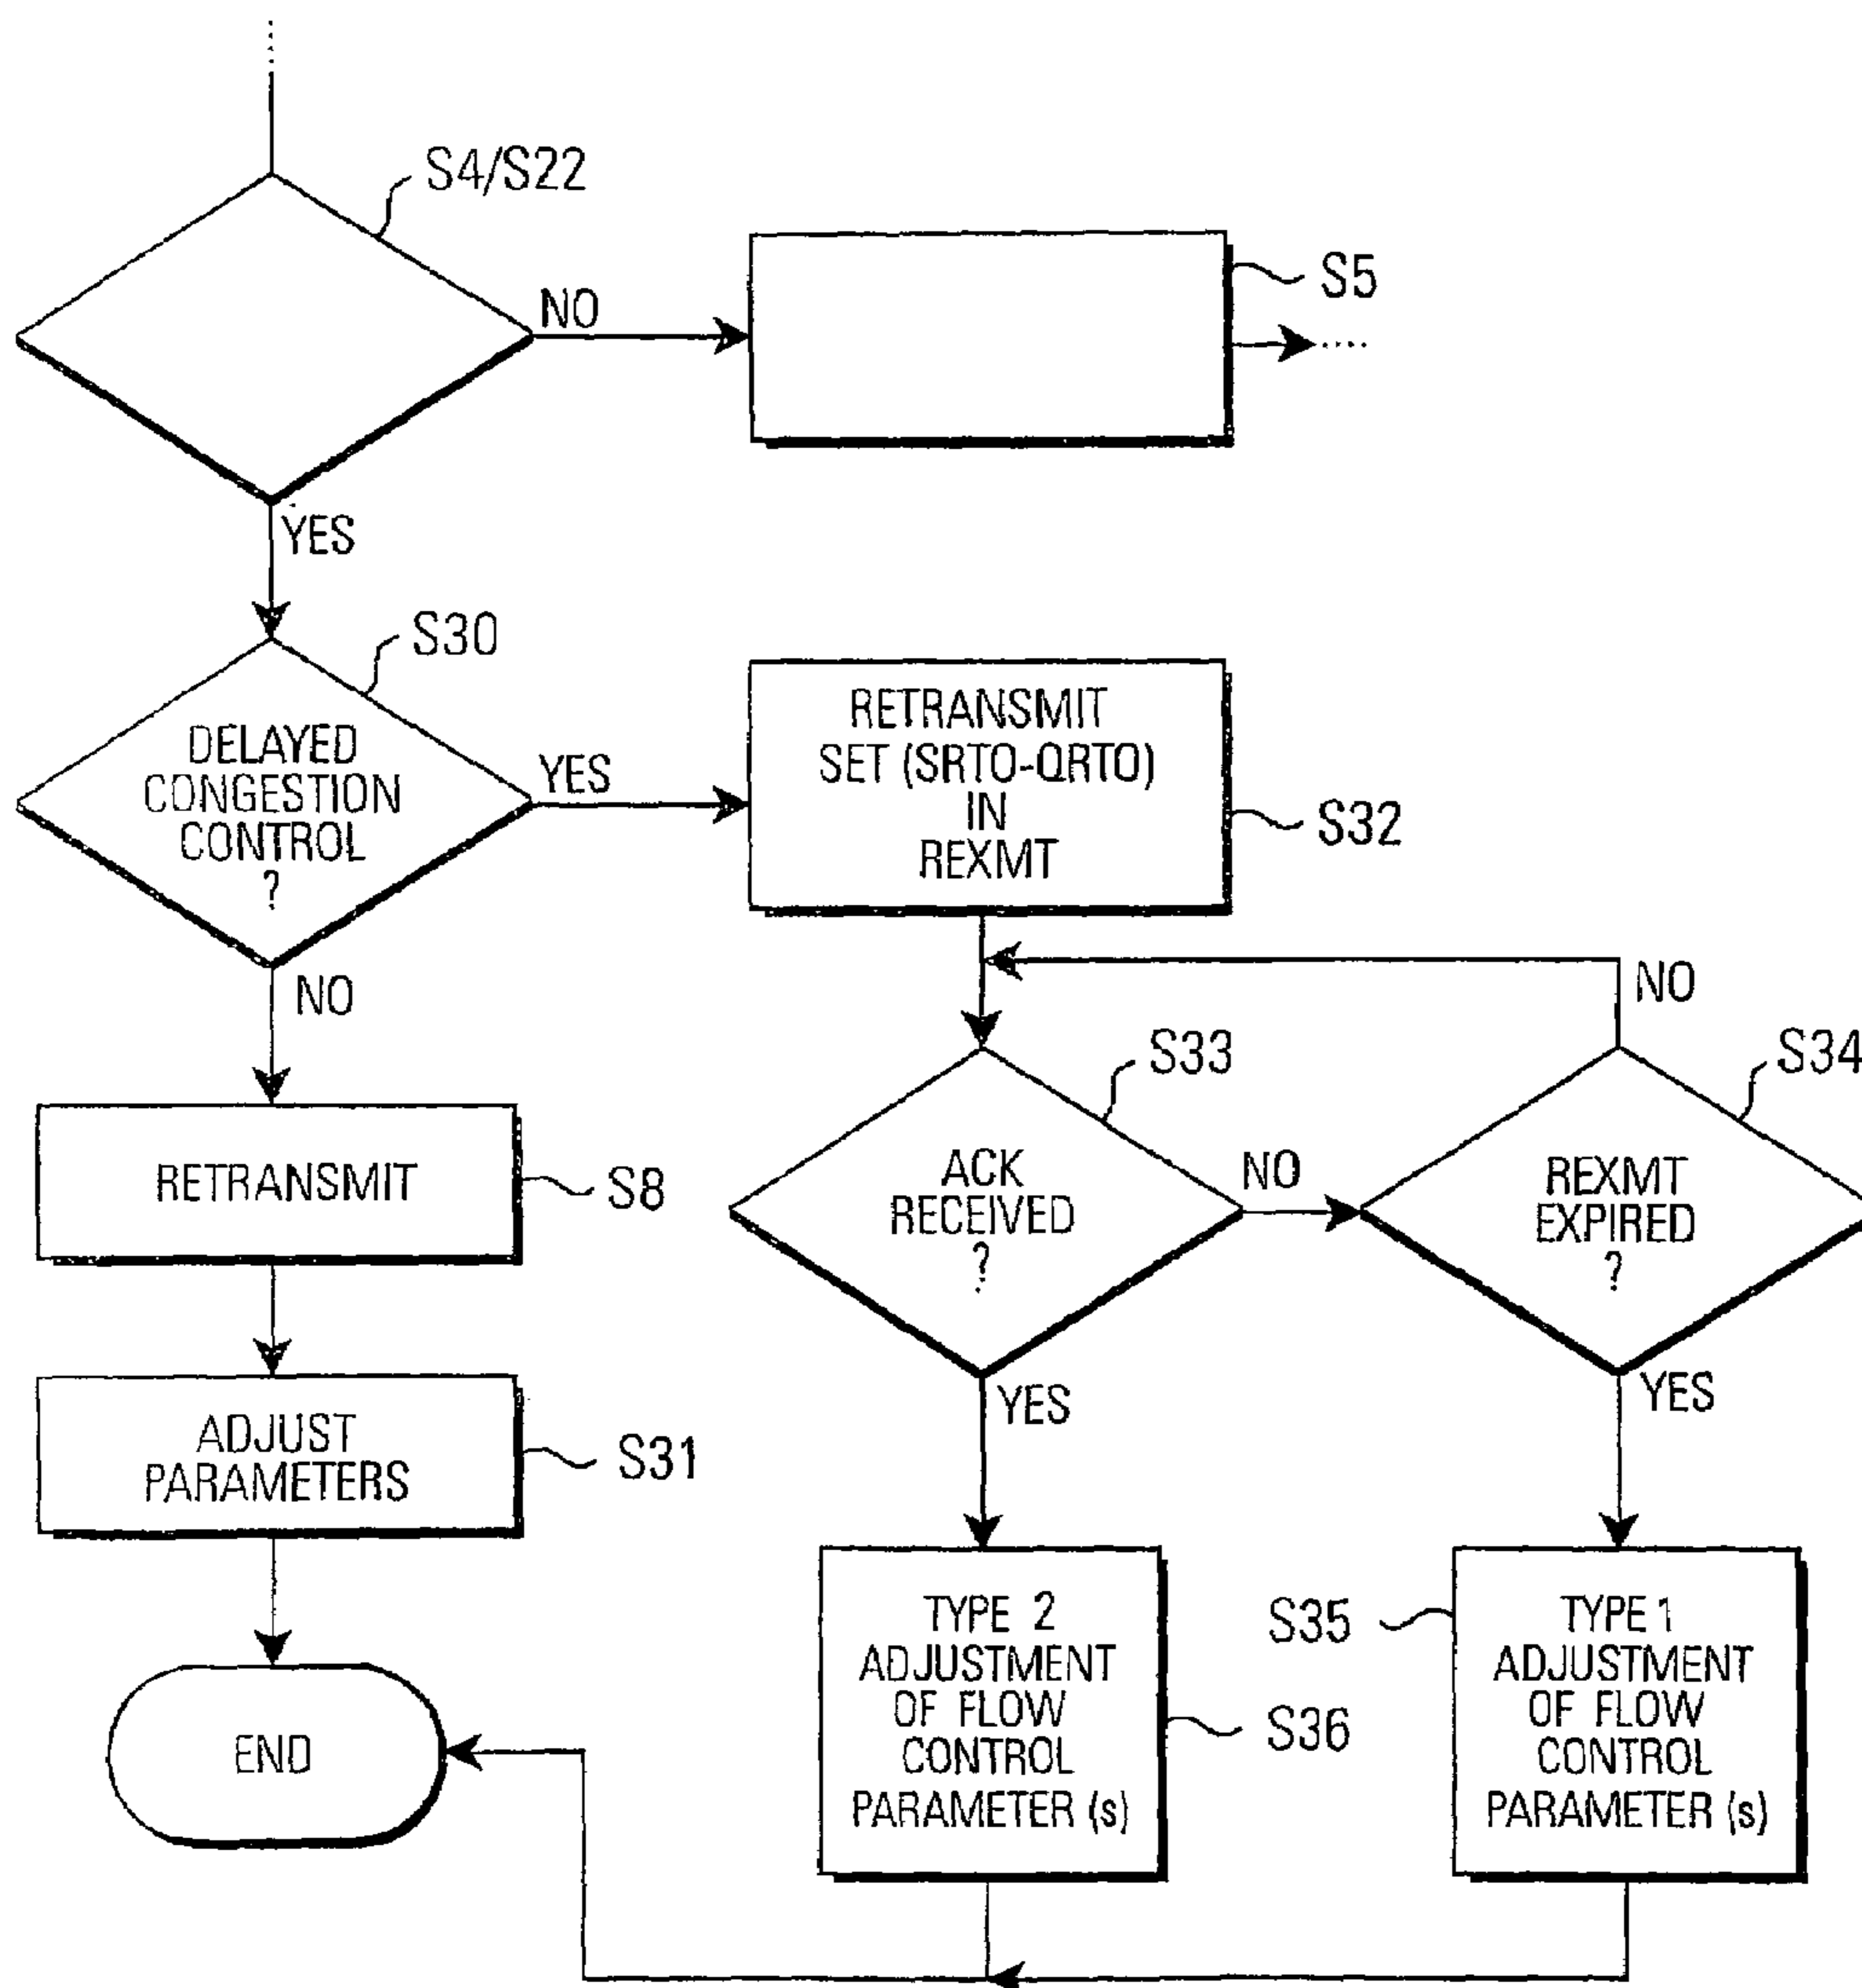 S4/S22
NO
S5
YES
S30
DELAYED
CONGESTION
CONTROL
?
YES
RETRANSMIT
SET (SRTO-QRTO)
IN
REXMT
S32
NO
NO
S33
S34
RETRANSMIT
S8
ACK
RECEIVED
?
NO
REXMT
EXPIRED
?
YES
YES
ADJUST
PARAMETERS
S31
END
TYPE 2
ADJUSTMENT
OF FLOW
CONTROL
PARAMETER (s)
S36
S35
TYPE 1
ADJUSTMENT
OF FLOW
CONTROL
PARAMETER (s)